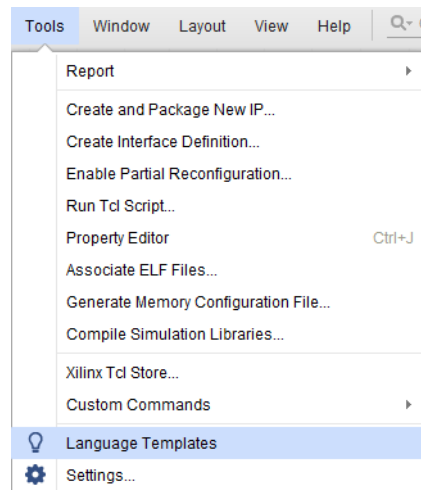 Tools Window Layout View Help
Report
Create and Package New IP...
Create Interface Definition...
Enable Partial Reconfiguration...
Run Tcl Script...
Property Editor Ctrl+J
Associate ELF Files...
Generate Memory Configuration File...
Compile Simulation Libraries...
Xilinx Tcl Store...
Custom Commands
Language Templates
Settings...